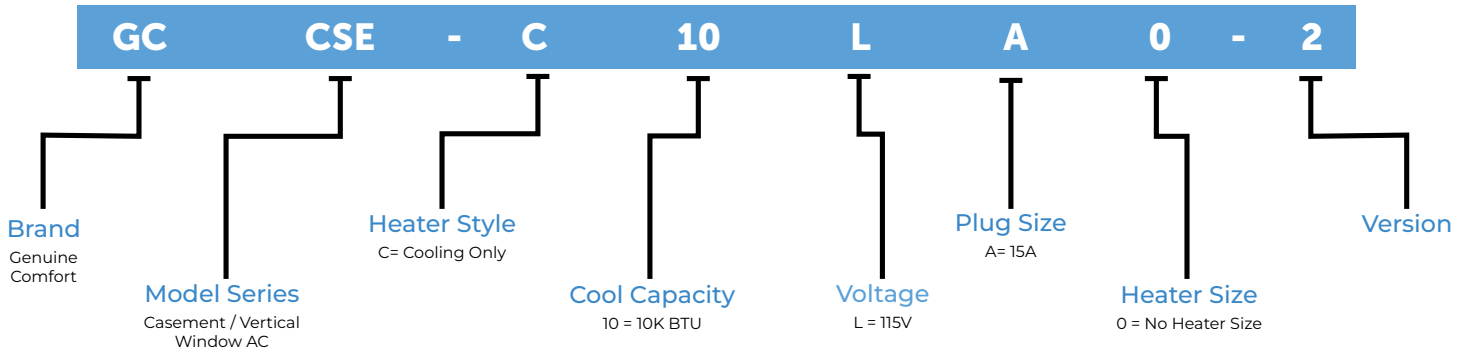 GC CSE - C 10 L A 0 - 2
Brand
Genuine
Comfort
Model Series
Casement / Vertical
Window AC
Heater Style
C= Cooling Only
Cool Capacity
10 = 10K BTU
Voltage
L = 115V
Plug Size
A= 15A
Heater Size
0 = No Heater Size
Version